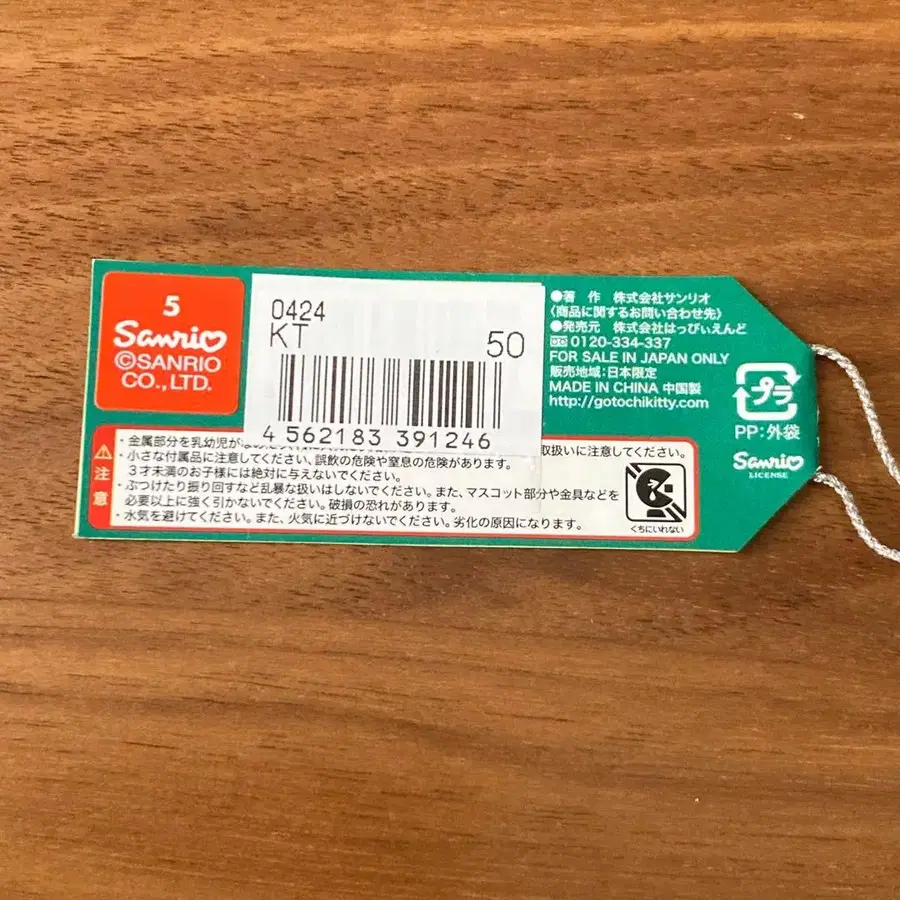 5
Sanrio
©SANRIO
CO.,LTD.
0424
KT
50
4 562183 391246
●著 作 株式会社サンリオ
〈商品に関するお問い合わせ先〉
●発売元 株式会社はっぴぃえんど
0120-334-337
FOR SALE IN JAPAN ONLY
販売地域:日本限定
MADE IN CHINA 中国製
http://gotochikitty.com/
プラ
PP:外袋
Sanrio
LICENSE
注意
・金属部分を乳幼児が
取扱いに注意してください。
・小さな付属品に注意してください、誤飲の危険や窒息の危険があります。
3才未満のお子様には絶対に与えないでください。
・ぶつけたり振り回すなど乱暴な扱いはしないでください。また、マスコット部分や金具などを
必要以上に強く引かないでください。破損の恐れがあります。
・水気を避けてください。また、火気に近づけないでください。劣化の原因になります。
くちにいれない